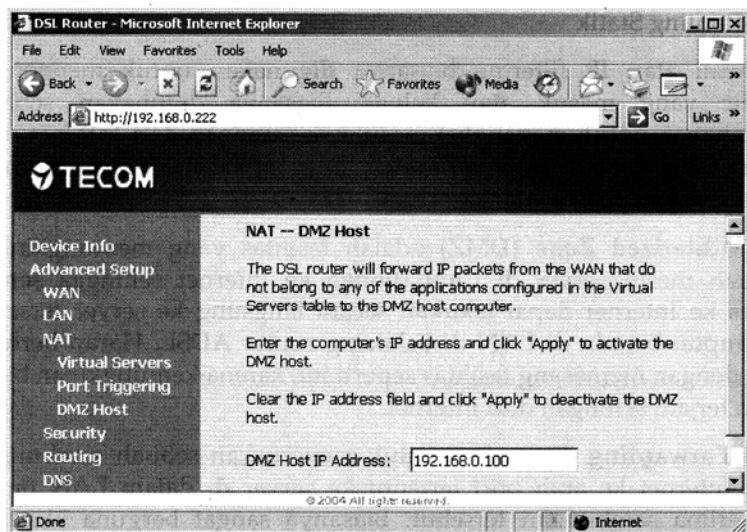 DSL Router - Microsoft Internet Explorer
File Edit View Favorites Tools Help
Back Search Favorites Media
Address http://192.168.0.222 Go Links
TECOM
Device Info
Advanced Setup
WAN
LAN
NAT
Virtual Servers
Port Triggering
DMZ Host
Security
Routing
DNS
NAT -- DMZ Host
The DSL router will forward IP packets from the WAN that do
not belong to any of the applications configured in the Virtual
Servers table to the DMZ host computer.
Enter the computer's IP address and click "Apply" to activate the
DMZ host.
Clear the IP address field and click "Apply" to deactivate the DMZ
host.
DMZ Host IP Address: 192.168.0.100
© 2004 All rights reserved.
Done Internet